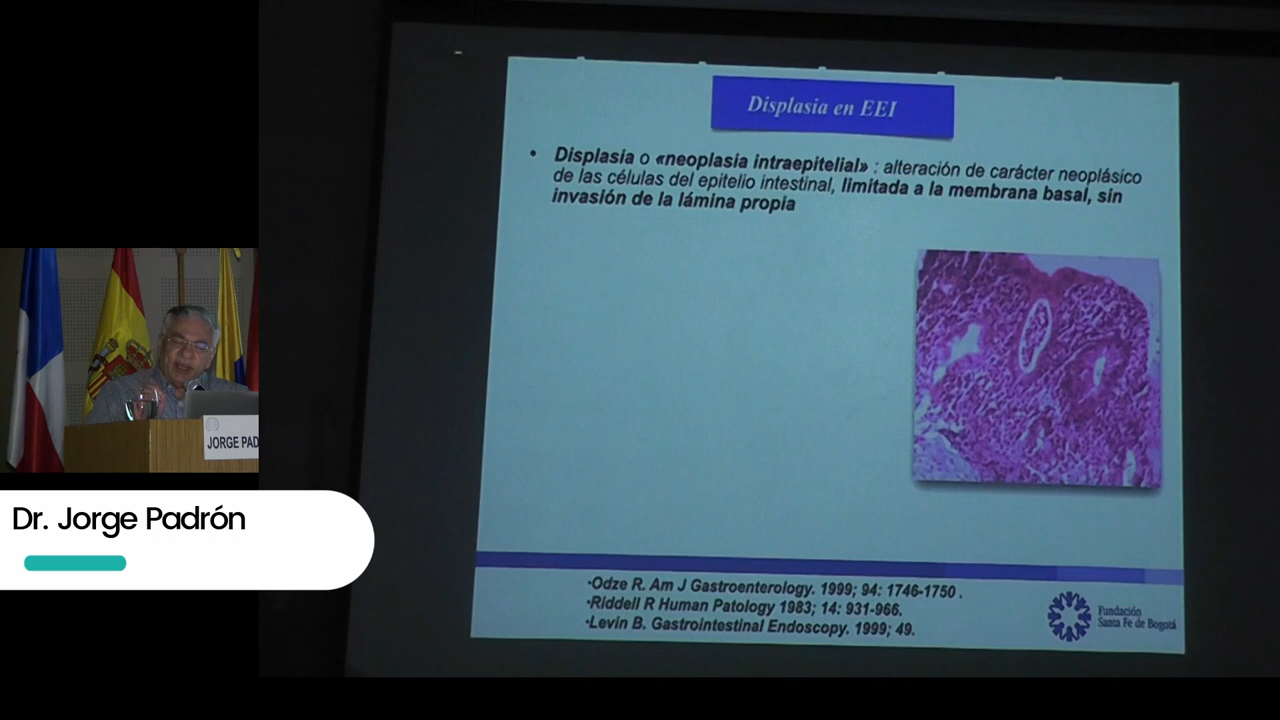 Displasia en EEI
• Displasia o «neoplasia intraepitelial» : alteración de carácter neoplásico
de las células del epitelio intestinal, limitada a la membrana basal, sin
invasión de la lámina propia
JORGE PAD
Dr. Jorge Padrón
•Odze R. Am J Gastroenterology. 1999; 94: 1746-1750 .
•Riddell R Human Patology 1983; 14: 931-966.
•Levin B. Gastrointestinal Endoscopy. 1999; 49.
Fundación
Santa Fe de Bogotá